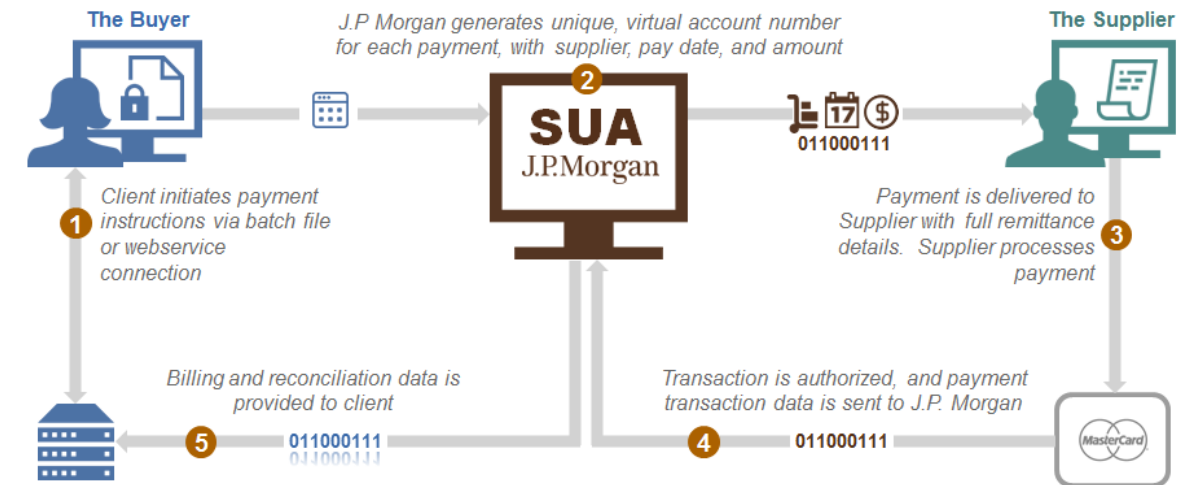 The Buyer
J.P Morgan generates unique, virtual account number
for each payment, with supplier, pay date, and amount
The Supplier
2
SUA
J.P.Morgan
17 $
011000111
1
Client initiates payment
instructions via batch file
or webservice
connection
Payment is delivered to
Supplier with full remittance
details. Supplier processes
payment
3
Billing and reconciliation data is
provided to client
Transaction is authorized, and payment
transaction data is sent to J.P. Morgan
5
011000111
4
011000111
MasterCard